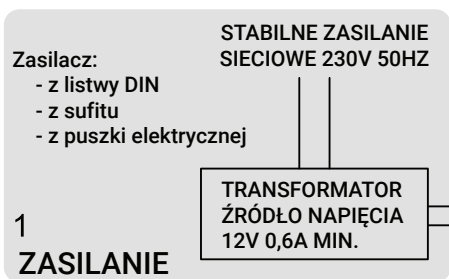 STABILNE ZASILANIE
SIECIOWE 230V 50HZ
Zasilacz:
- z listwy DIN
- z sufitu
- z puszki elektrycznej
TRANSFORMATOR
ŹRÓDŁO NAPIĘCIA
12V 0,6A MIN.
1
ZASILANIE